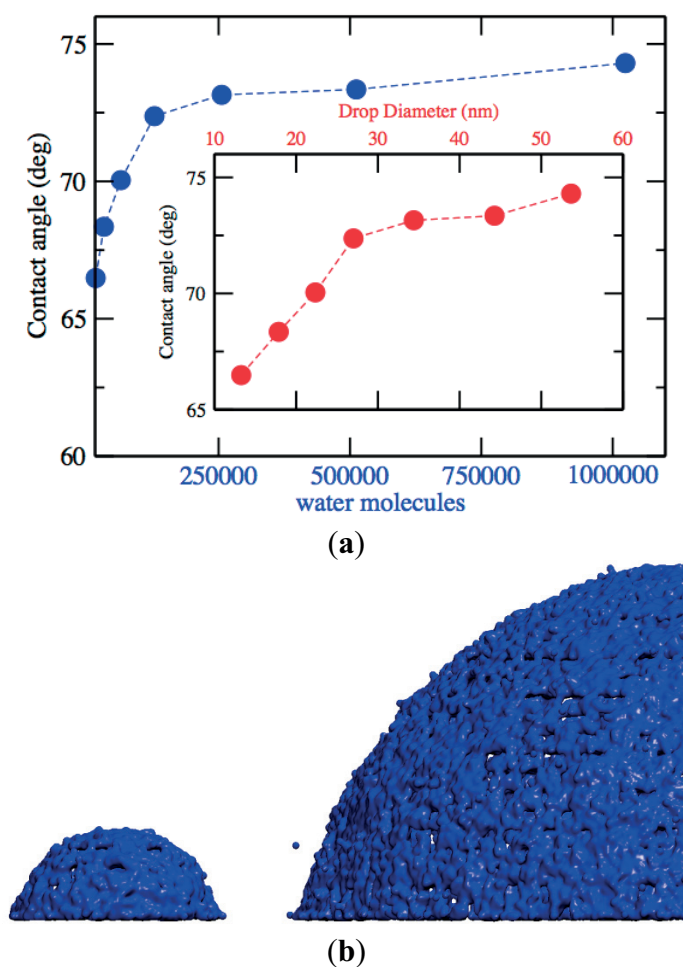 75
70
65
60
Contact angle (deg)
Drop Diameter (nm)
10 20 30 40 50 60
75
70
65
Contact angle (deg)
250000 500000 750000 1000000
water molecules
(a)
(b)